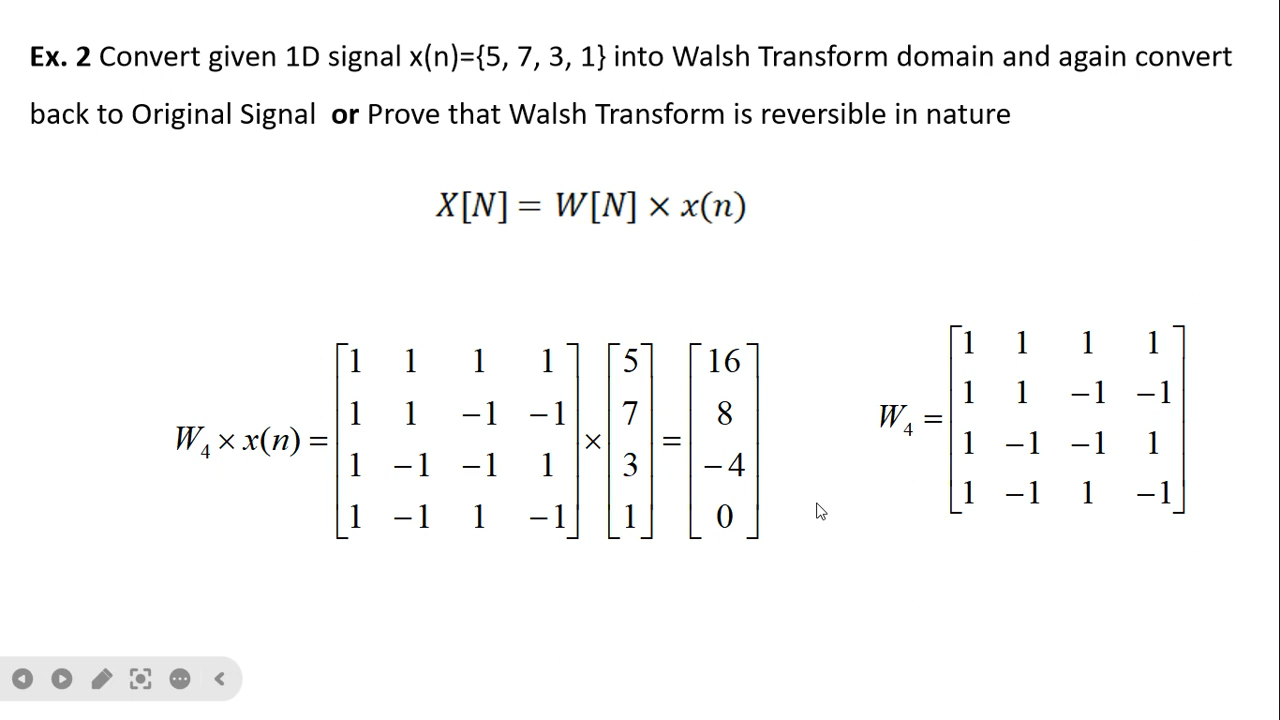 Ex. 2 Convert given 1D signal x(n)={5, 7, 3, 1} into Walsh Transform domain and again convert
back to Original Signal or Prove that Walsh Transform is reversible in nature
X[N] = W[N] × x(n)
W₄ × x(n) = [1 1 1 1; 1 1 −1 −1; 1 −1 −1 1; 1 −1 1 −1] × [5; 7; 3; 1] = [16; 8; −4; 0]
W₄ = [1 1 1 1; 1 1 −1 −1; 1 −1 −1 1; 1 −1 1 −1]